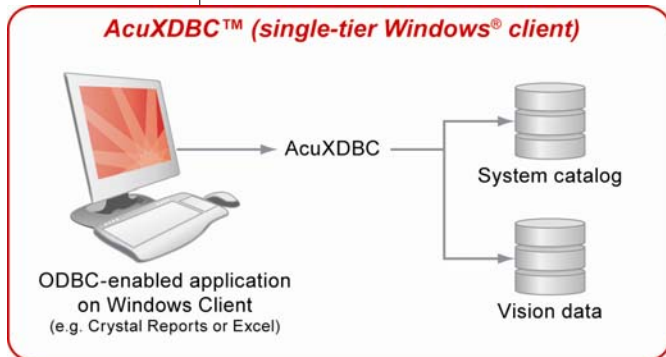 AcuXDBC™ (single-tier Windows® client)
AcuXDBC
System catalog
ODBC-enabled application
on Windows Client
(e.g. Crystal Reports or Excel)
Vision data